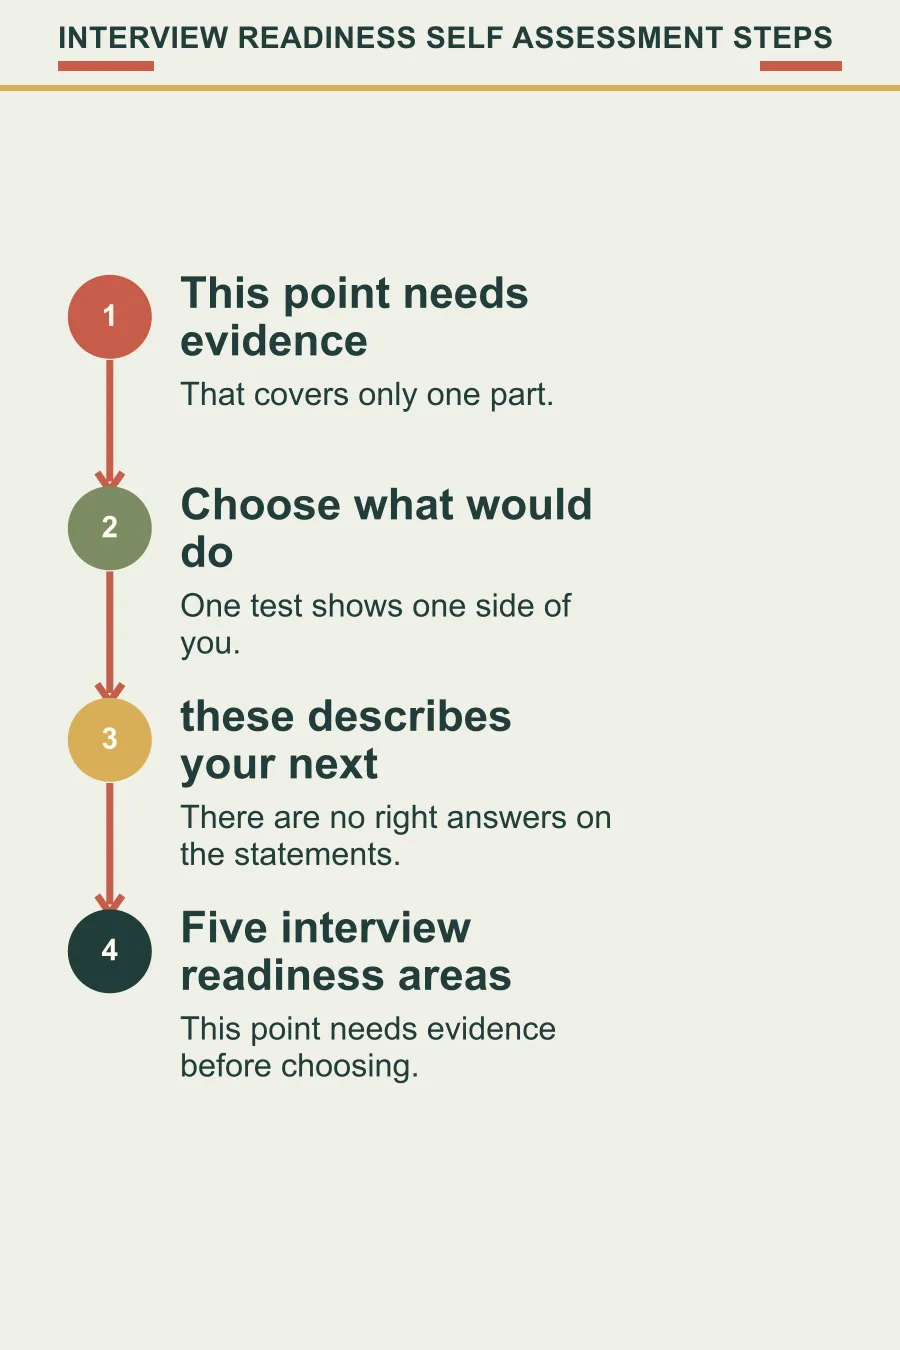 INTERVIEW READINESS SELF ASSESSMENT STEPS
1
This point needs
evidence
That covers only one part.
2
Choose what would
do
One test shows one side of
you.
3
these describes
your next
There are no right answers on
the statements.
4
Five interview
readiness areas
This point needs evidence
before choosing.